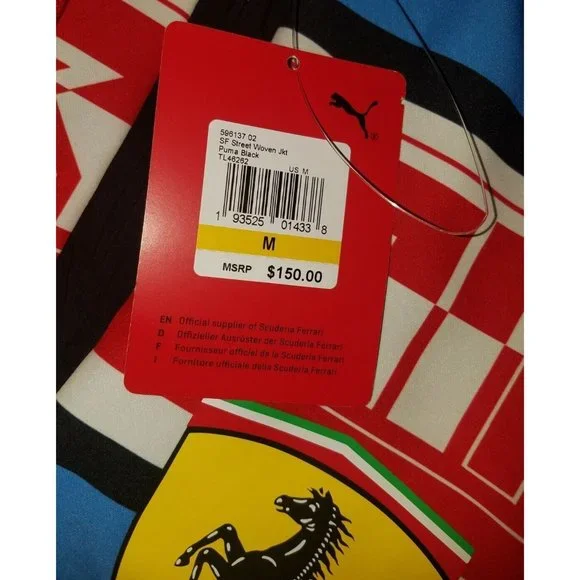 596137 02
SF Street Woven Jkt
Puma Black
TL46262
US M
1 93525 01433 8
M
MSRP $150.00
EN Official supplier of Scuderia Ferrari
D Offizieller Ausrüster der Scuderia Ferrari
F Fournisseur officiel de la Scuderia Ferrari
I Fornitore ufficiale della Scuderia Ferrari